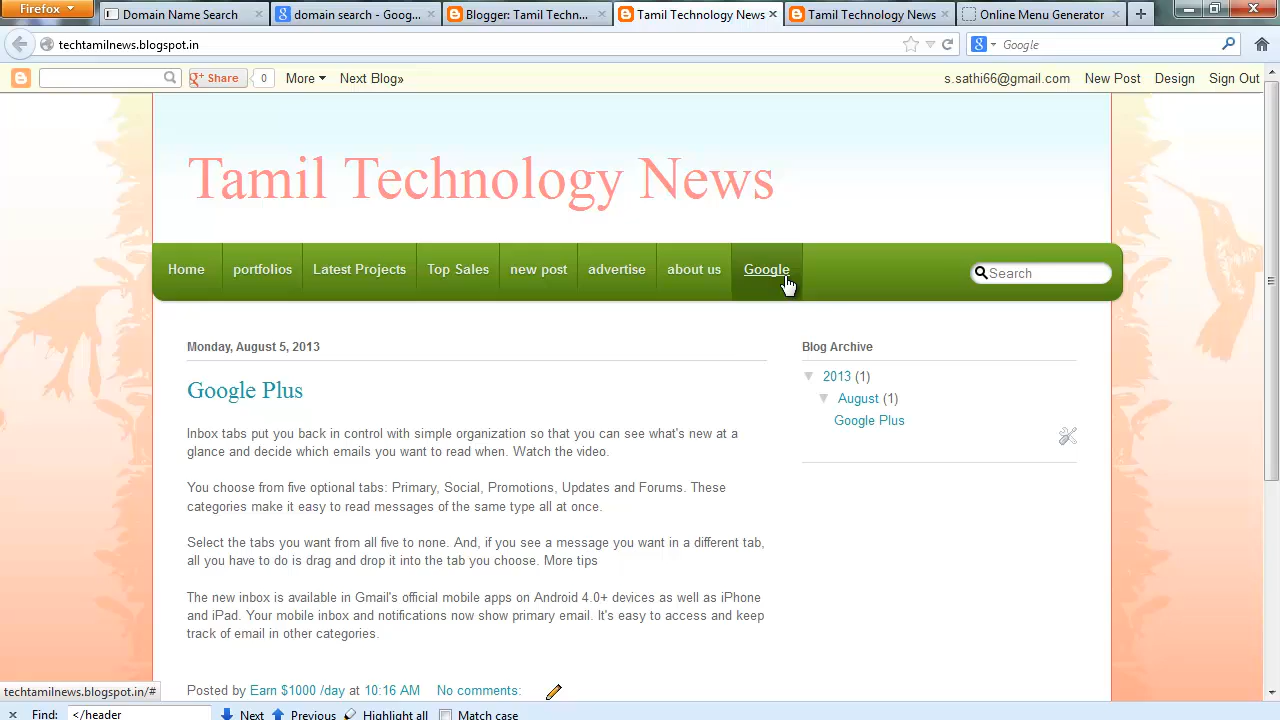 Firefox
Domain Name Search
domain search - Goog...
Blogger: Tamil Techn...
Tamil Technology News...
Tamil Technology News
Online Menu Generator
techtamilnews.blogspot.in
Google
Share 0 More Next Blog»
s.sathi66@gmail.com New Post Design Sign Out
Tamil Technology News
Home portfolios Latest Projects Top Sales new post advertise about us Google
Search
Monday, August 5, 2013
Google Plus
Inbox tabs put you back in control with simple organization so that you can see what's new at a
glance and decide which emails you want to read when. Watch the video.
You choose from five optional tabs: Primary, Social, Promotions, Updates and Forums. These
categories make it easy to read messages of the same type all at once.
Select the tabs you want from all five to none. And, if you see a message you want in a different tab,
all you have to do is drag and drop it into the tab you choose. More tips
The new inbox is available in Gmail's official mobile apps on Android 4.0+ devices as well as iPhone
and iPad. Your mobile inbox and notifications now show primary email. It's easy to access and keep
track of email in other categories.
Posted by Earn $1000 /day at 10:16 AM No comments:
Blog Archive
2013 (1)
August (1)
Google Plus
techtamilnews.blogspot.in/#
Find: </header Next Previous Highlight all Match case